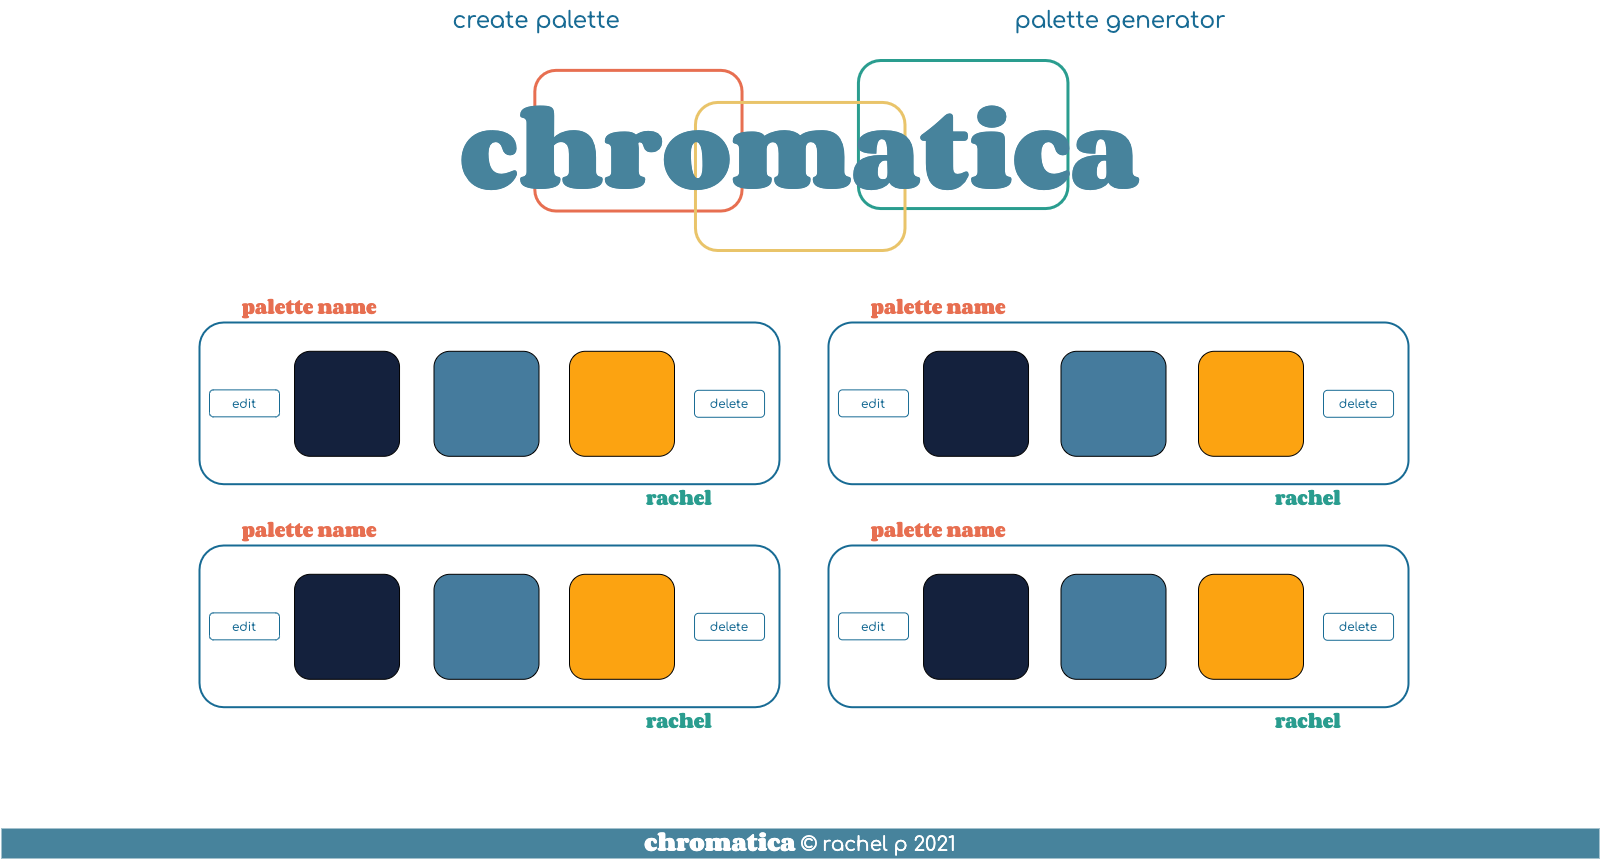 create palette
palette generator
chromatica
palette name
palette name
edit
delete
edit
delete
rachel
rachel
palette name
palette name
edit
delete
edit
delete
rachel
rachel
chromatica © rachel p 2021